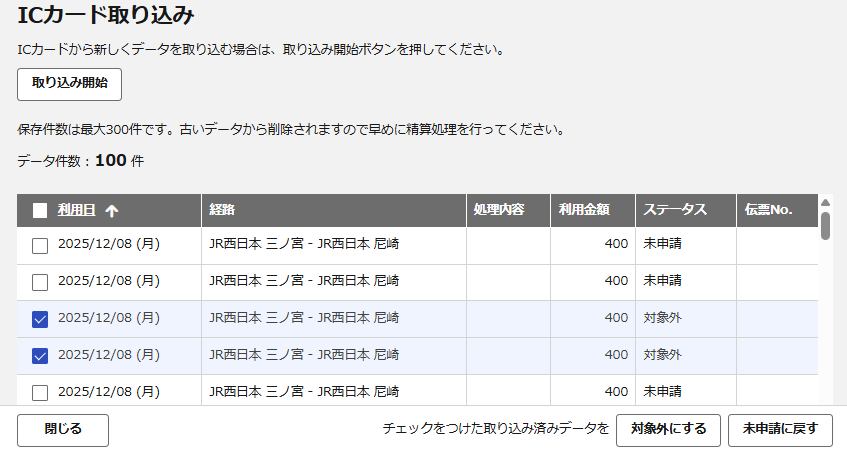 ICカード取り込み
ICカードから新しくデータを取り込む場合は、取り込み開始ボタンを押してください。
取り込み開始
保存件数は最大300件です。古いデータから削除されますので早めに精算処理を行ってください。
データ件数：100 件
利用日 ↑ 経路 処理内容 利用金額 ステータス 伝票No.
2025/12/08 (月) JR西日本 三ノ宮 - JR西日本 尼崎 400 未申請
2025/12/08 (月) JR西日本 三ノ宮 - JR西日本 尼崎 400 未申請
2025/12/08 (月) JR西日本 三ノ宮 - JR西日本 尼崎 400 対象外
2025/12/08 (月) JR西日本 三ノ宮 - JR西日本 尼崎 400 対象外
2025/12/08 (月) JR西日本 三ノ宮 - JR西日本 尼崎 400 未申請
閉じる チェックをつけた取り込み済みデータを 対象外にする 未申請に戻す